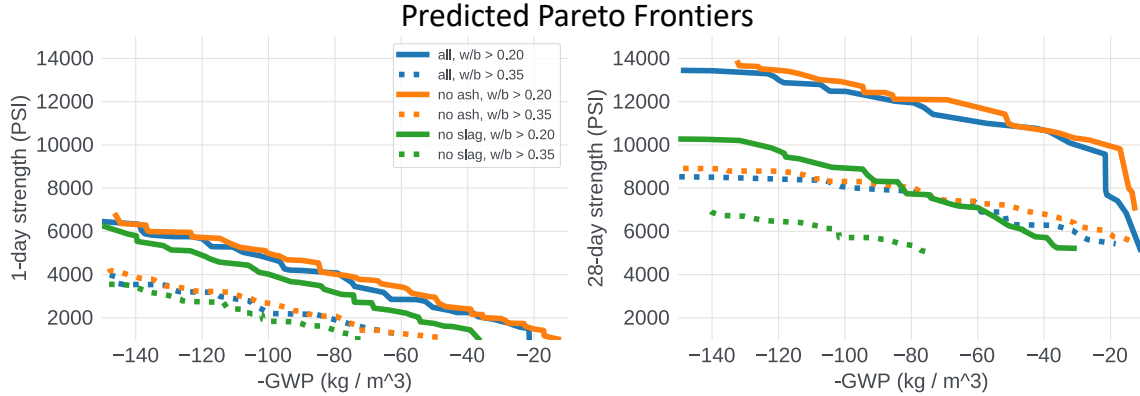 Predicted Pareto Frontiers
1-day strength (PSI)
14000
12000
10000
8000
6000
4000
2000
all, w/b > 0.20
all, w/b > 0.35
no ash, w/b > 0.20
no ash, w/b > 0.35
no slag, w/b > 0.20
no slag, w/b > 0.35
−140 −120 −100 −80 −60 −40 −20
-GWP (kg / m^3)
28-day strength (PSI)
14000
12000
10000
8000
6000
4000
2000
−140 −120 −100 −80 −60 −40 −20
-GWP (kg / m^3)